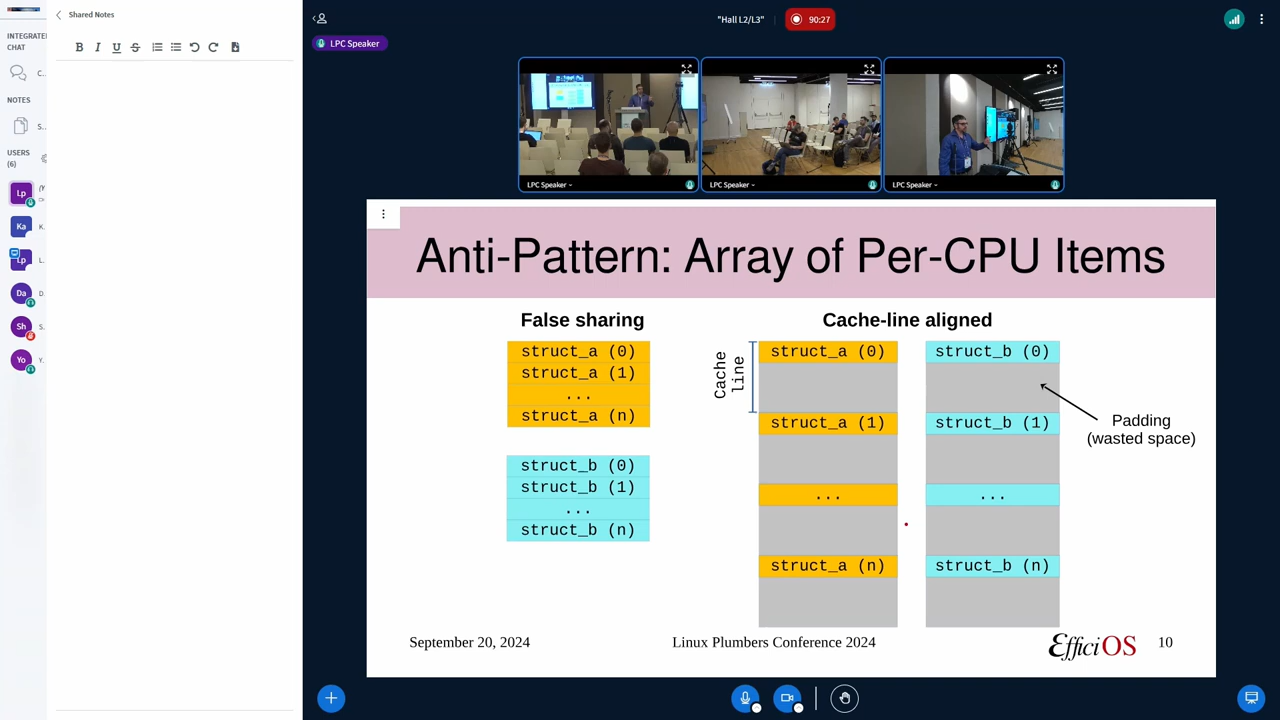 Shared Notes
INTEGRATE
CHAT
C..
NOTES
S..
USERS
(6)
Lp
Ka
K.
Lp
L.
Da
D.
Sh
S.
Yo
Y.
"Hall L2/L3"
90:27
LPC Speaker
LPC Speaker
LPC Speaker
LPC Speaker
Anti-Pattern: Array of Per-CPU Items
False sharing
struct_a (0)
struct_a (1)
...
struct_a (n)
struct_b (0)
struct_b (1)
...
struct_b (n)
Cache-line aligned
Cache
line
struct_a (0)
struct_a (1)
...
struct_a (n)
struct_b (0)
struct_b (1)
...
struct_b (n)
Padding
(wasted space)
September 20, 2024
Linux Plumbers Conference 2024
EfficiOS
10